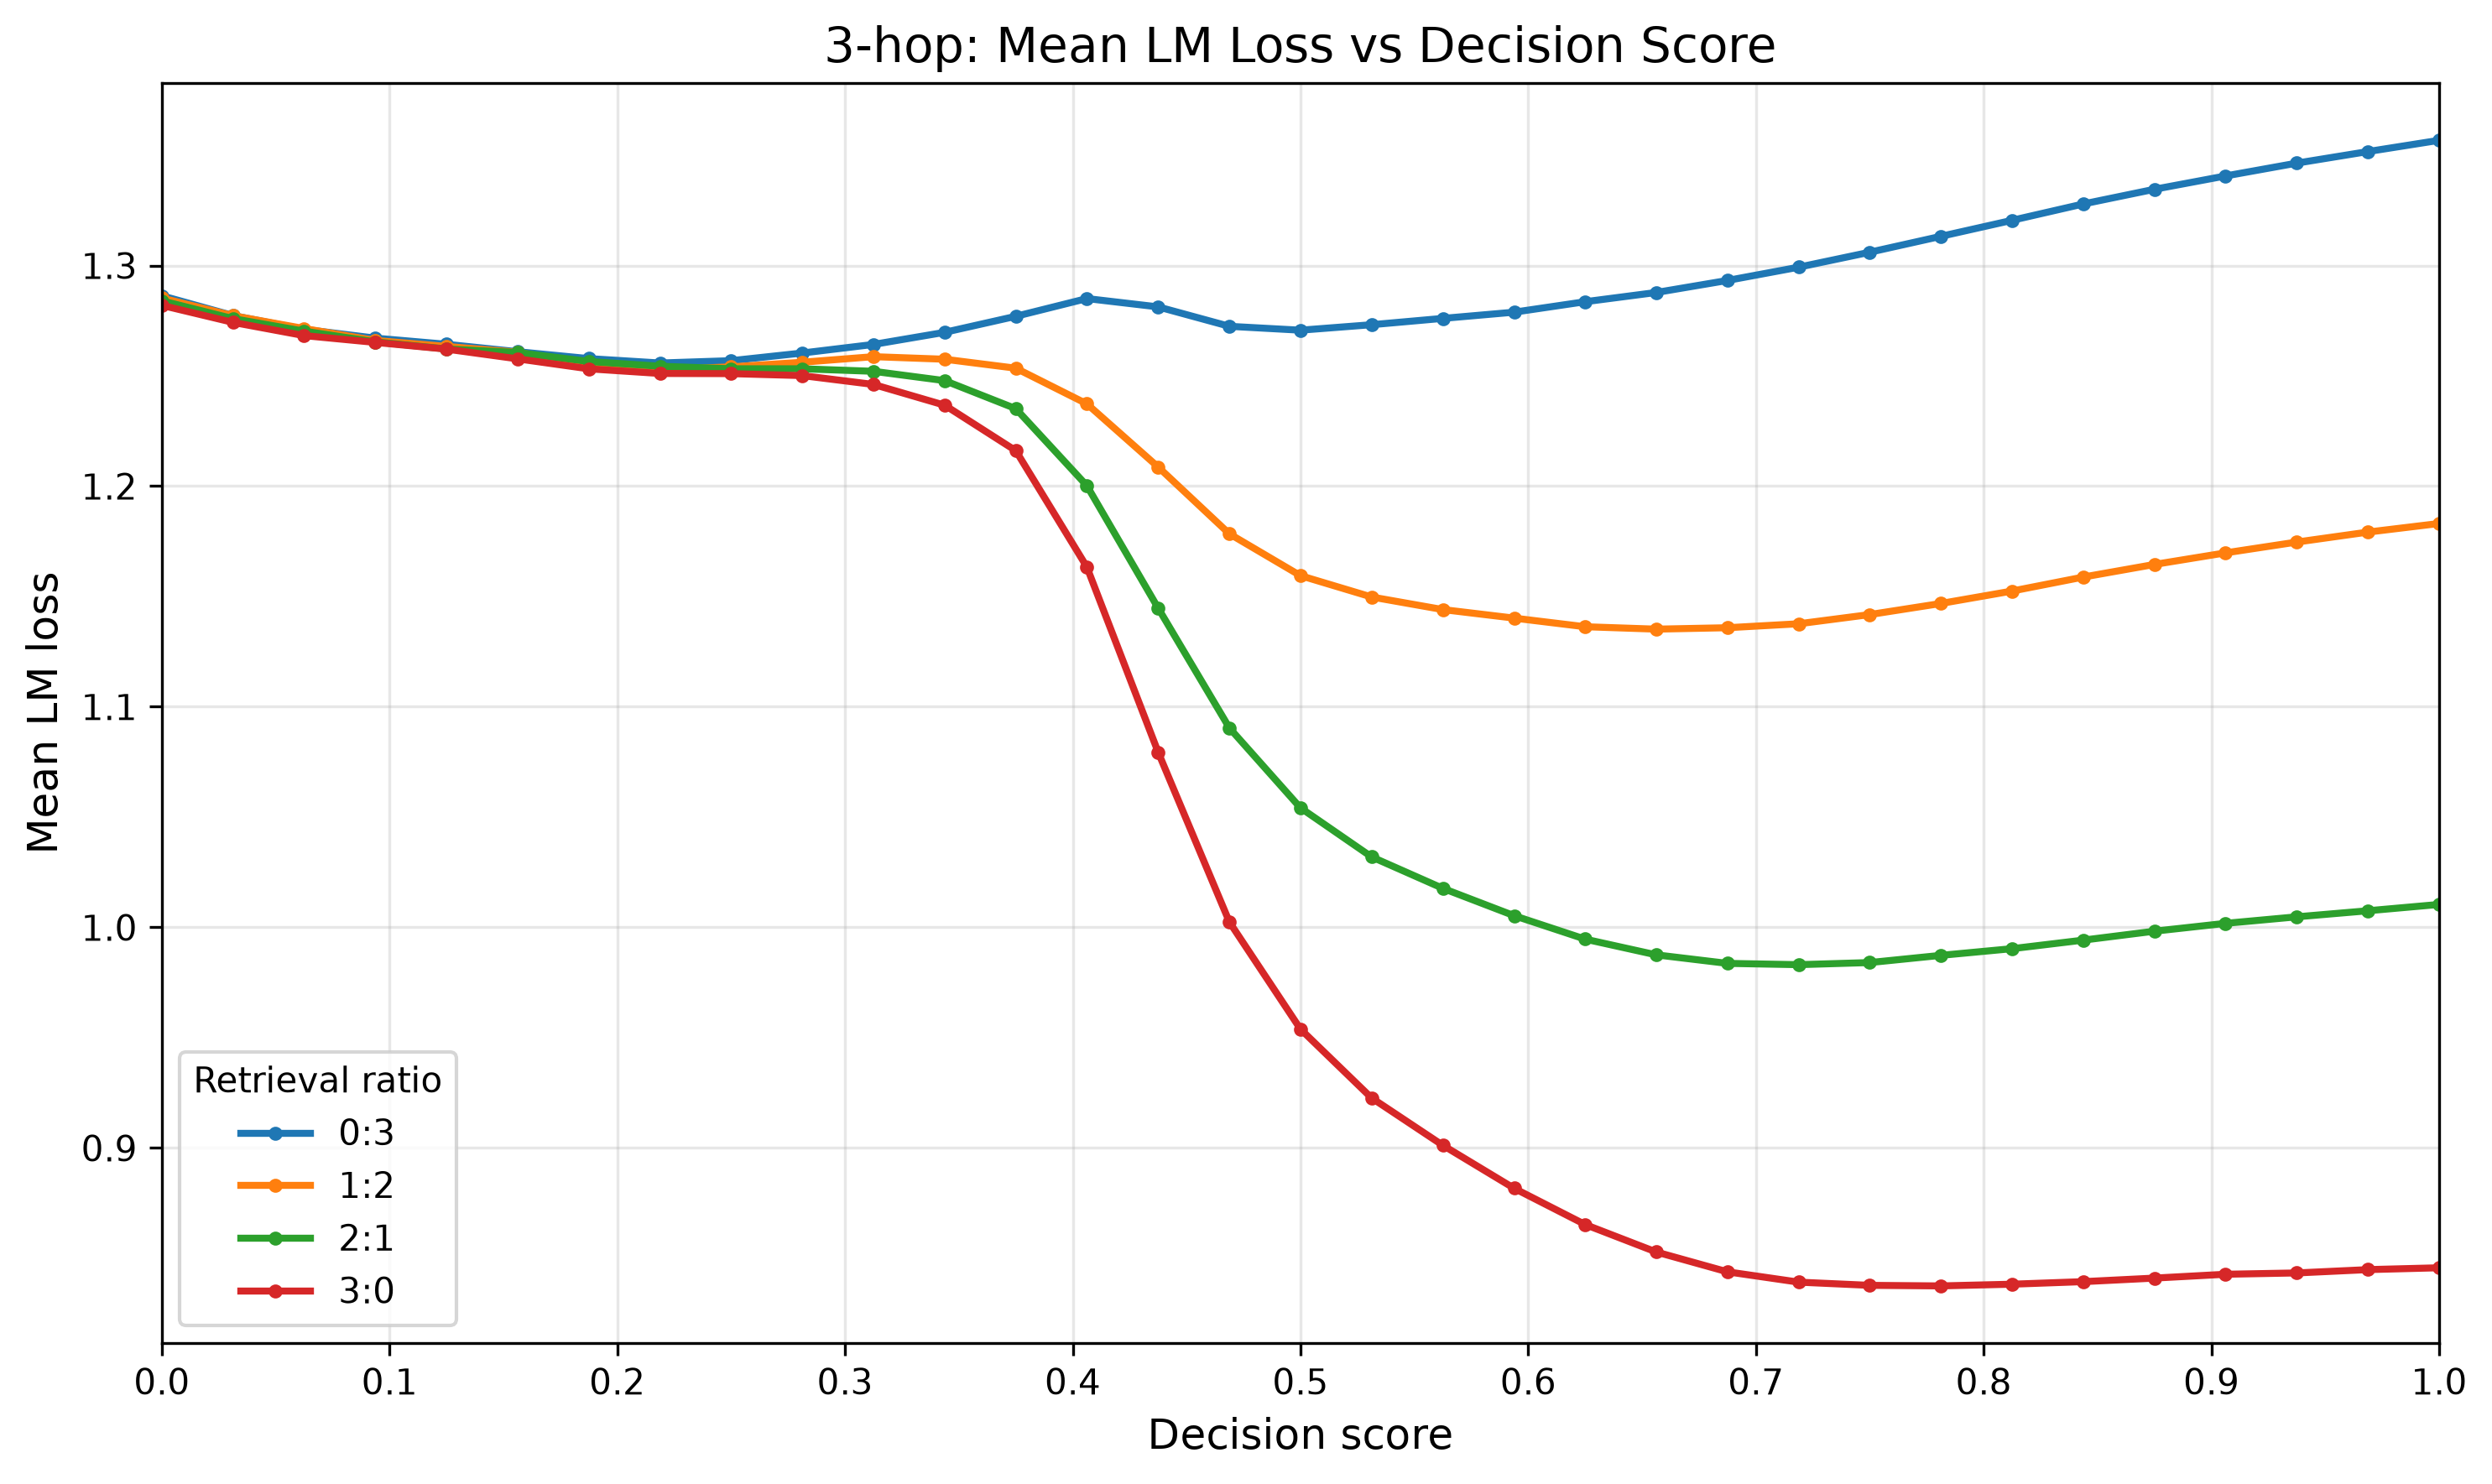 3-hop: Mean LM Loss vs Decision Score
Mean LM loss
1.3
1.2
1.1
1.0
0.9
Retrieval ratio
0:3
1:2
2:1
3:0
0.0 0.1 0.2 0.3 0.4 0.5 0.6 0.7 0.8 0.9 1.0
Decision score